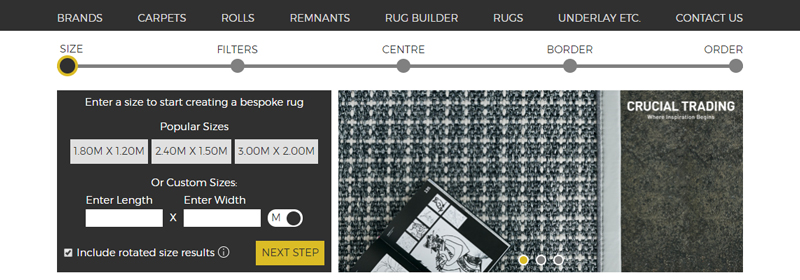 BRANDS CARPETS ROLLS REMNANTS RUG BUILDER RUGS UNDERLAY ETC. CONTACT US
SIZE FILTERS CENTRE BORDER ORDER
Enter a size to start creating a bespoke rug
Popular Sizes
1.80M X 1.20M 2.40M X 1.50M 3.00M X 2.00M
Or Custom Sizes:
Enter Length Enter Width
X M
Include rotated size results i
NEXT STEP
CRUCIAL TRADING
Where Inspiration Begins